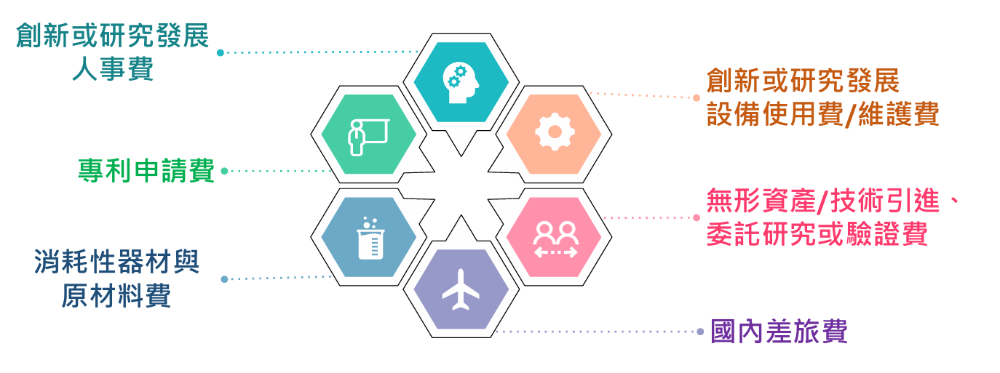 創新或研究發展
人事費
專利申請費
消耗性器材與
原材料費
創新或研究發展
設備使用費/維護費
無形資產/技術引進、
委託研究或驗證費
國內差旅費